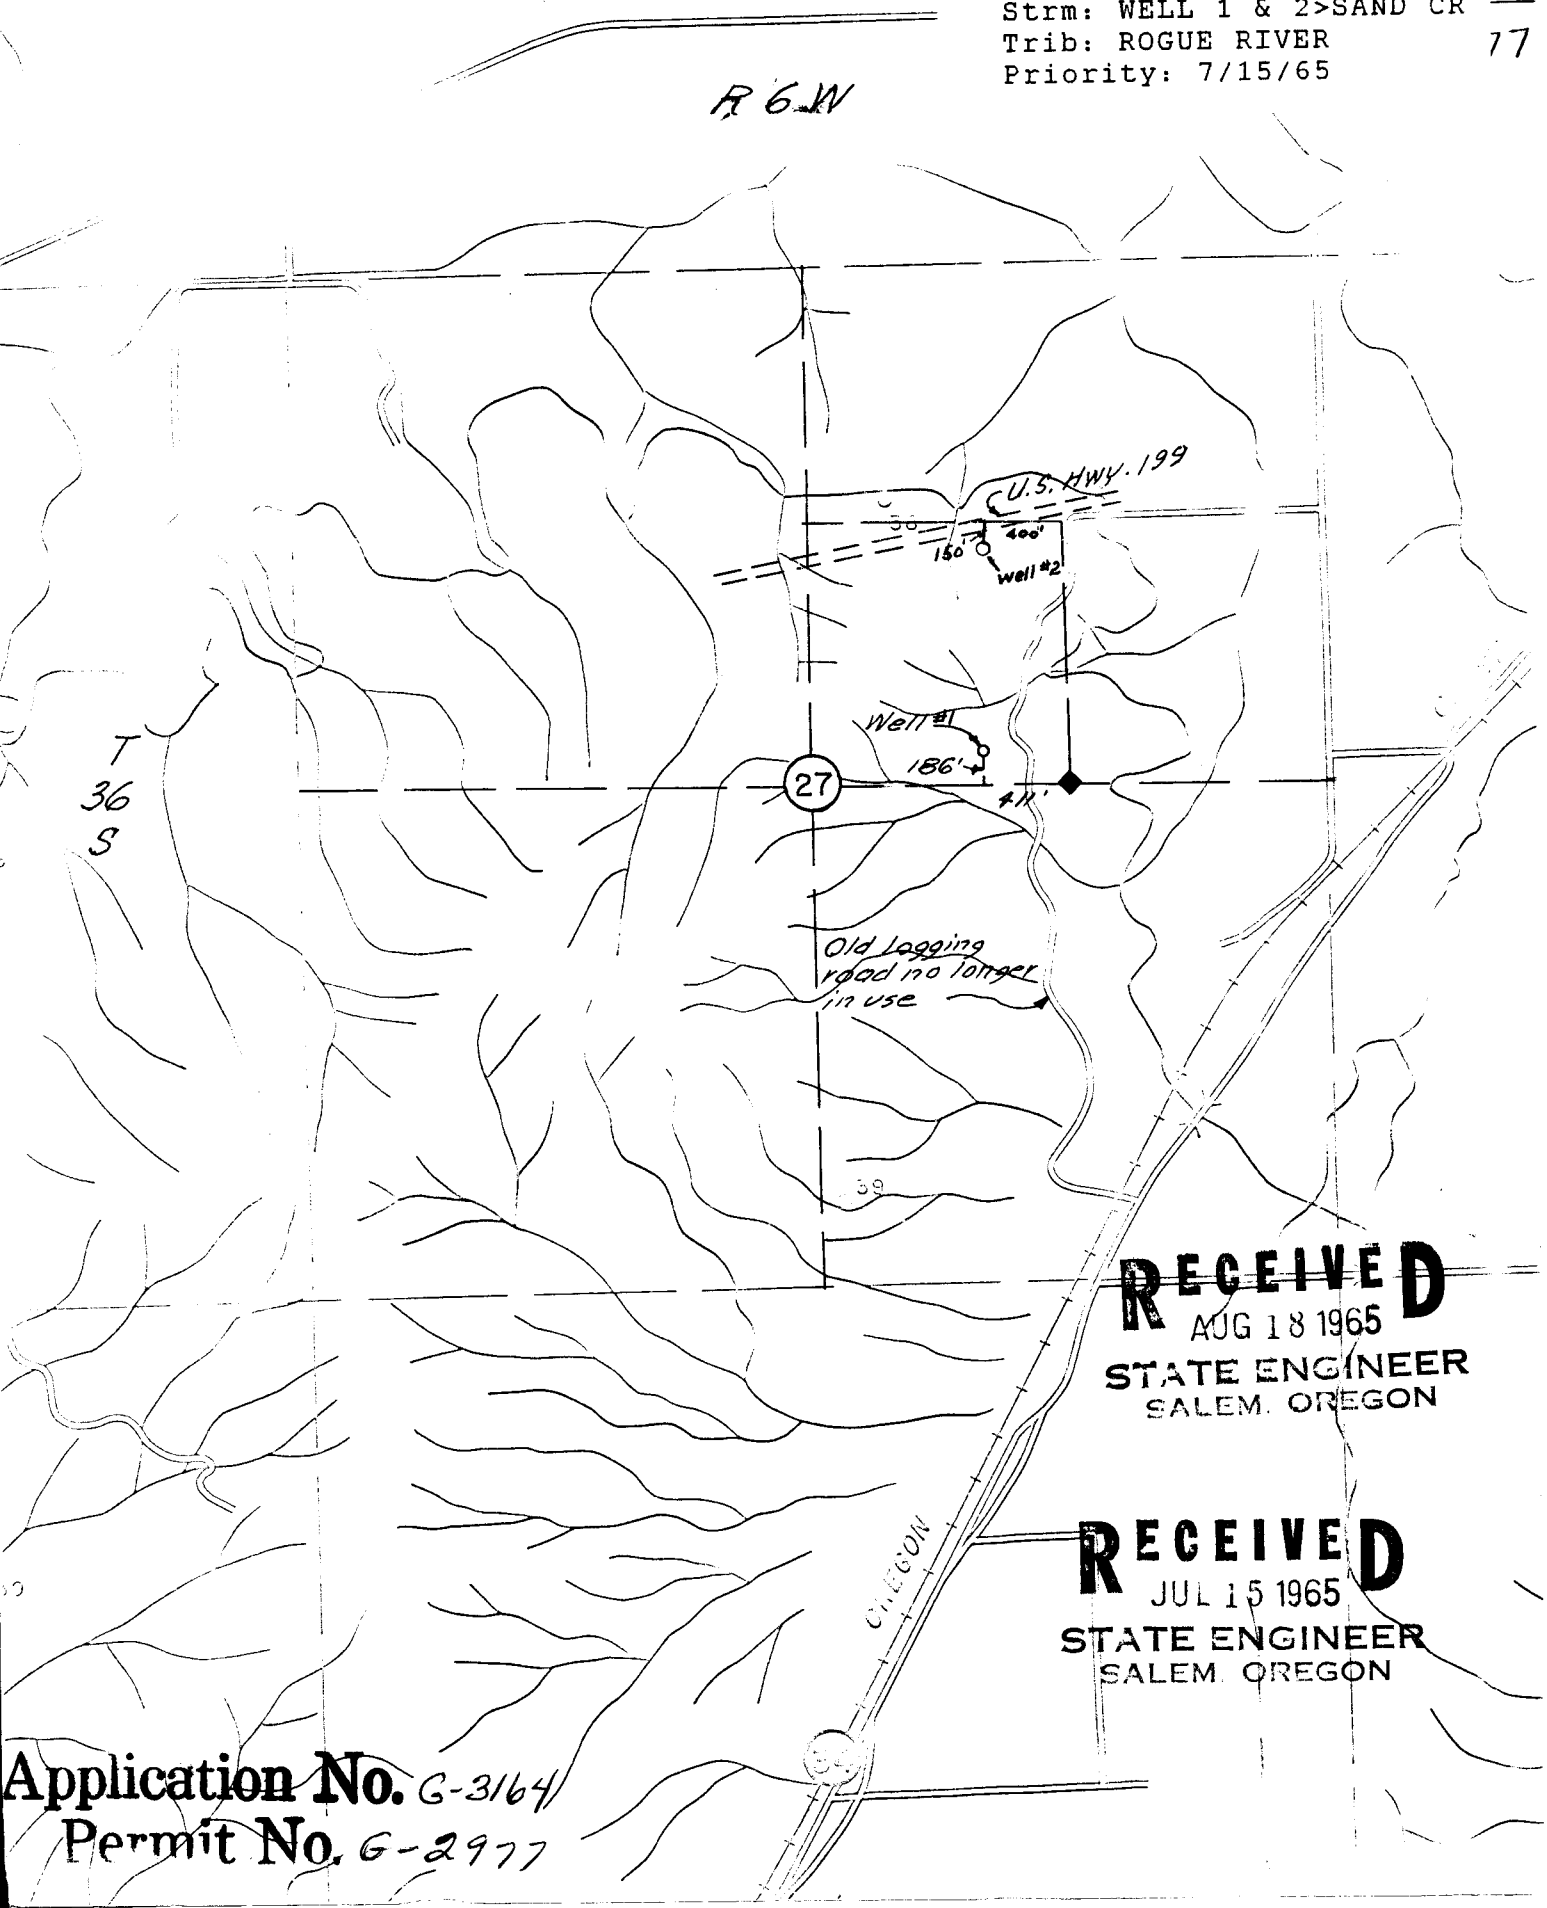 Strm: WELL 1 & 2>SAND CR
Trib: ROGUE RIVER
77
Priority: 7/15/65
R 6 W
U.S. Hwy. 199
38
400'
150'
Well #2
Well #1
T
36
S
186'
27
411'
Old Logging
road no longer
in use
39
RECEIVED
AUG 18 1965
STATE ENGINEER
SALEM. OREGON
OREGON
RECEIVED
JUL 15 1965
STATE ENGINEER
SALEM. OREGON
Application No. G-3164
Permit No. G-2977